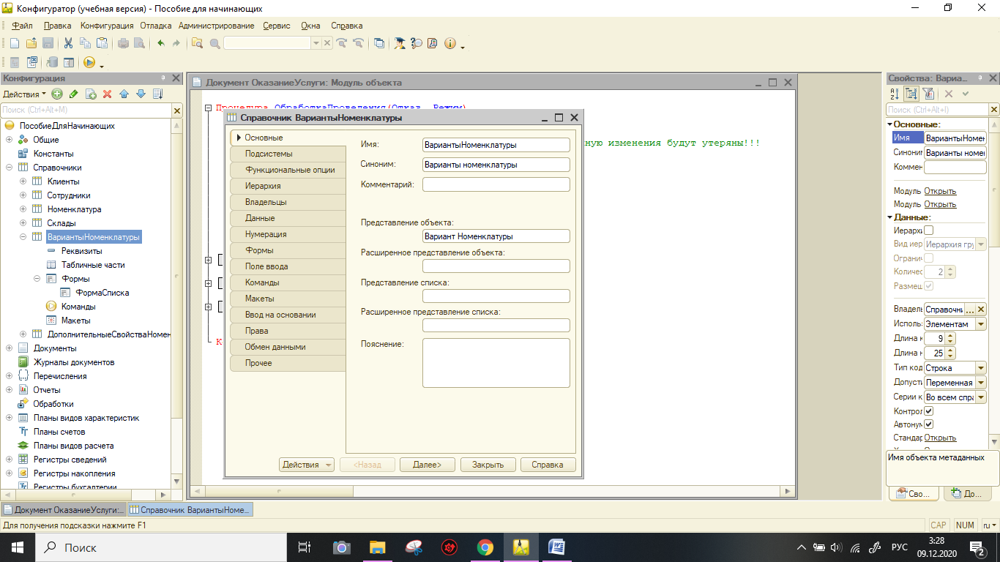 Конфигуратор (учебная версия) - Пособие для начинающих
Файл Правка Конфигурация Отладка Администрирование Сервис Окна Справка
Конфигурация
Действия
Поиск (Ctrl+Alt+M)
ПособиеДляНачинающих
Общие
Константы
Справочники
Клиенты
Сотрудники
Номенклатура
Склады
ВариантыНоменклатуры
Реквизиты
Табличные части
Формы
ФормаСписка
Команды
Макеты
ДополнительныеСвойстваНомен
Документы
Журналы документов
Перечисления
Отчеты
Обработки
Планы видов характеристик
Планы счетов
Планы видов расчета
Регистры сведений
Регистры накопления
Регистры бухгалтерии
Документ ОказаниеУслуги: Модуль объекта
Процедура ОбработкаПроведения(Отказ, Режим)
ную изменения будут утеряны!!!
К
Справочник ВариантыНоменклатуры
Основные
Подсистемы
Функциональные опции
Иерархия
Владельцы
Данные
Нумерация
Формы
Поле ввода
Команды
Макеты
Ввод на основании
Права
Обмен данными
Прочее
Имя: ВариантыНоменклатуры
Синоним: Варианты номенклатуры
Комментарий:
Представление объекта:
Вариант Номенклатуры
Расширенное представление объекта:
Представление списка:
Расширенное представление списка:
Пояснение:
Действия <Назад Далее> Закрыть Справка
Свойства: Вариа...
Поиск (Ctrl+Alt+I)
Основные:
Имя ВариантыНомен
Синоним Варианты номен
Коммен
Модуль Открыть
Модуль Открыть
Данные:
Иерархи
Вид иер Иерархия гру
Огранич
Количес 2
Размещ
Владель Справочни ...
Исполь Элементам
Длина к 9
Длина н 25
Тип код Строка
Допусти Переменная
Серии к Во всем спра
Контрол
Автонум
Стандар Открыть
Имя объекта метаданных
Сво... До...
Документ ОказаниеУслуги:... Справочник ВариантыНоме...
Для получения подсказки нажмите F1
CAP NUM ru
Поиск
РУС
3:28
09.12.2020
2